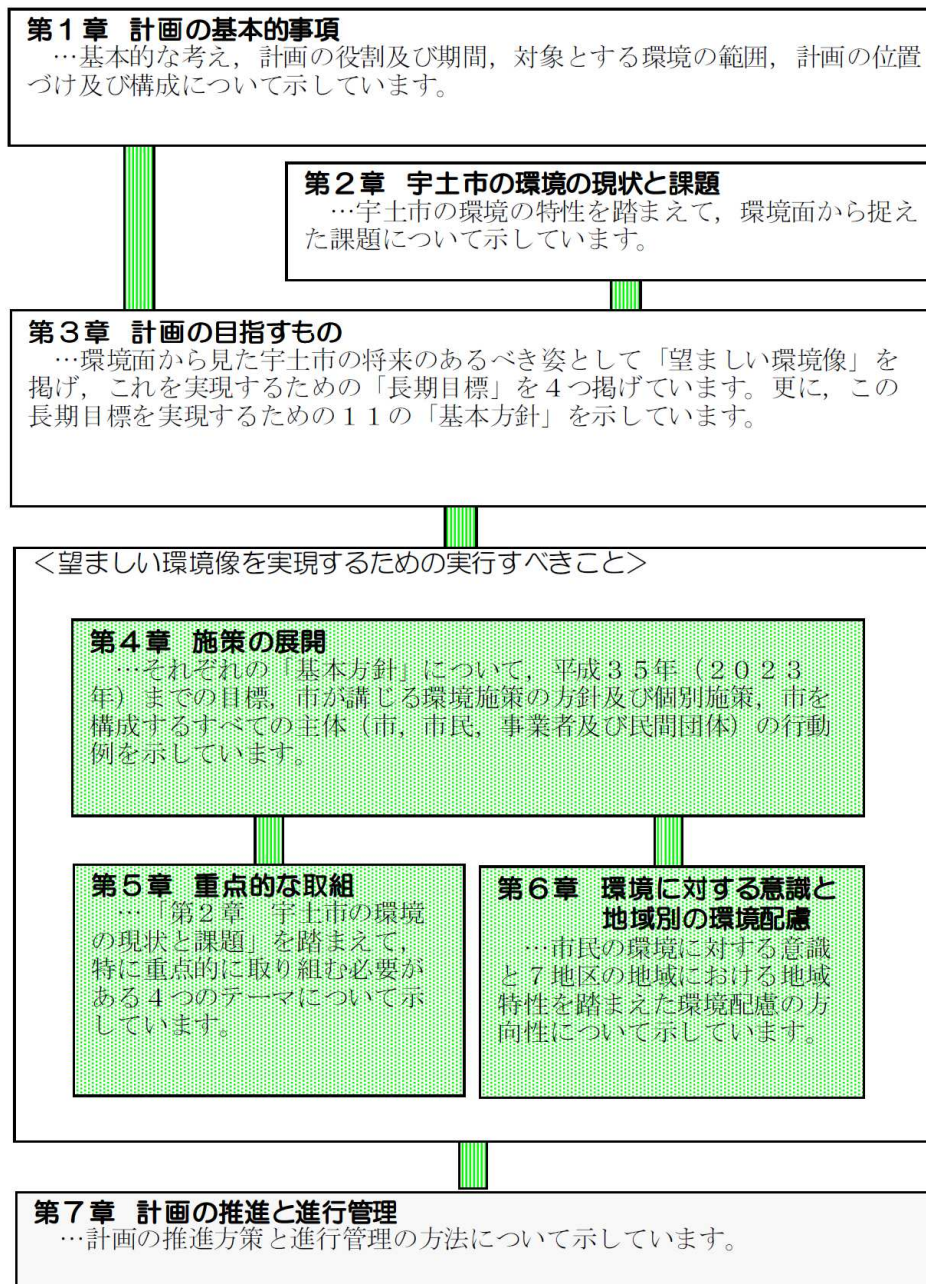 第１章 計画の基本的事項
…基本的な考え，計画の役割及び期間，対象とする環境の範囲，計画の位置
づけ及び構成について示しています。
第２章 宇土市の環境の現状と課題
…宇土市の環境の特性を踏まえて，環境面から捉え
た課題について示しています。
第３章 計画の目指すもの
…環境面から見た宇土市の将来のあるべき姿として「望ましい環境像」を
掲げ，これを実現するための「長期目標」を４つ掲げています。更に，この
長期目標を実現するための１１の「基本方針」を示しています。
＜望ましい環境像を実現するための実行すべきこと＞
第４章 施策の展開
…それぞれの「基本方針」について，平成３５年（２０２３
年）までの目標，市が講じる環境施策の方針及び個別施策，市を
構成するすべての主体（市，市民，事業者及び民間団体）の行動
例を示しています。
第５章 重点的な取組
…「第２章 宇土市の環境
の現状と課題」を踏まえて，
特に重点的に取り組む必要が
ある４つのテーマについて示
しています。
第６章 環境に対する意識と
地域別の環境配慮
…市民の環境に対する意識
と７地区の地域における地域
特性を踏まえた環境配慮の方
向性について示しています。
第７章 計画の推進と進行管理
…計画の推進方策と進行管理の方法について示しています。